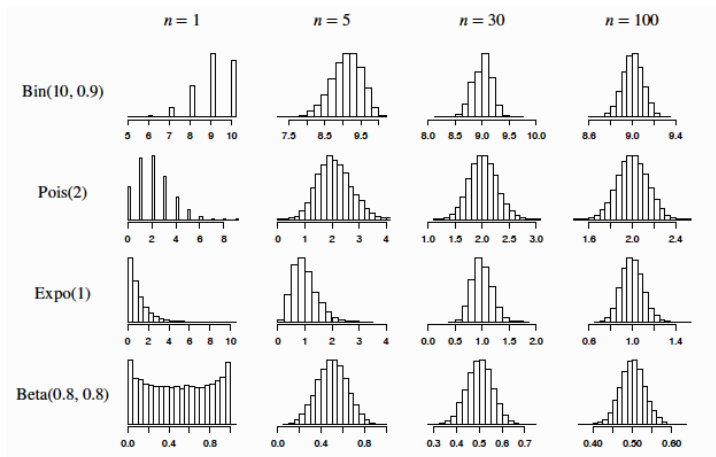 n = 1 n = 5 n = 30 n = 100
Bin(10, 0.9)
5 6 7 8 9 10 7.5 8.5 9.5 8.0 8.5 9.0 9.5 10.0 8.6 9.0 9.4
Pois(2)
0 2 4 6 8 0 1 2 3 4 1.0 1.5 2.0 2.5 3.0 1.6 2.0 2.4
Expo(1)
0 2 4 6 8 10 0 1 2 3 4 0.0 0.5 1.0 1.5 2.0 0.6 1.0 1.4
Beta(0.8, 0.8)
0.0 0.4 0.8 0.0 0.4 0.8 0.3 0.4 0.5 0.6 0.7 0.40 0.50 0.60